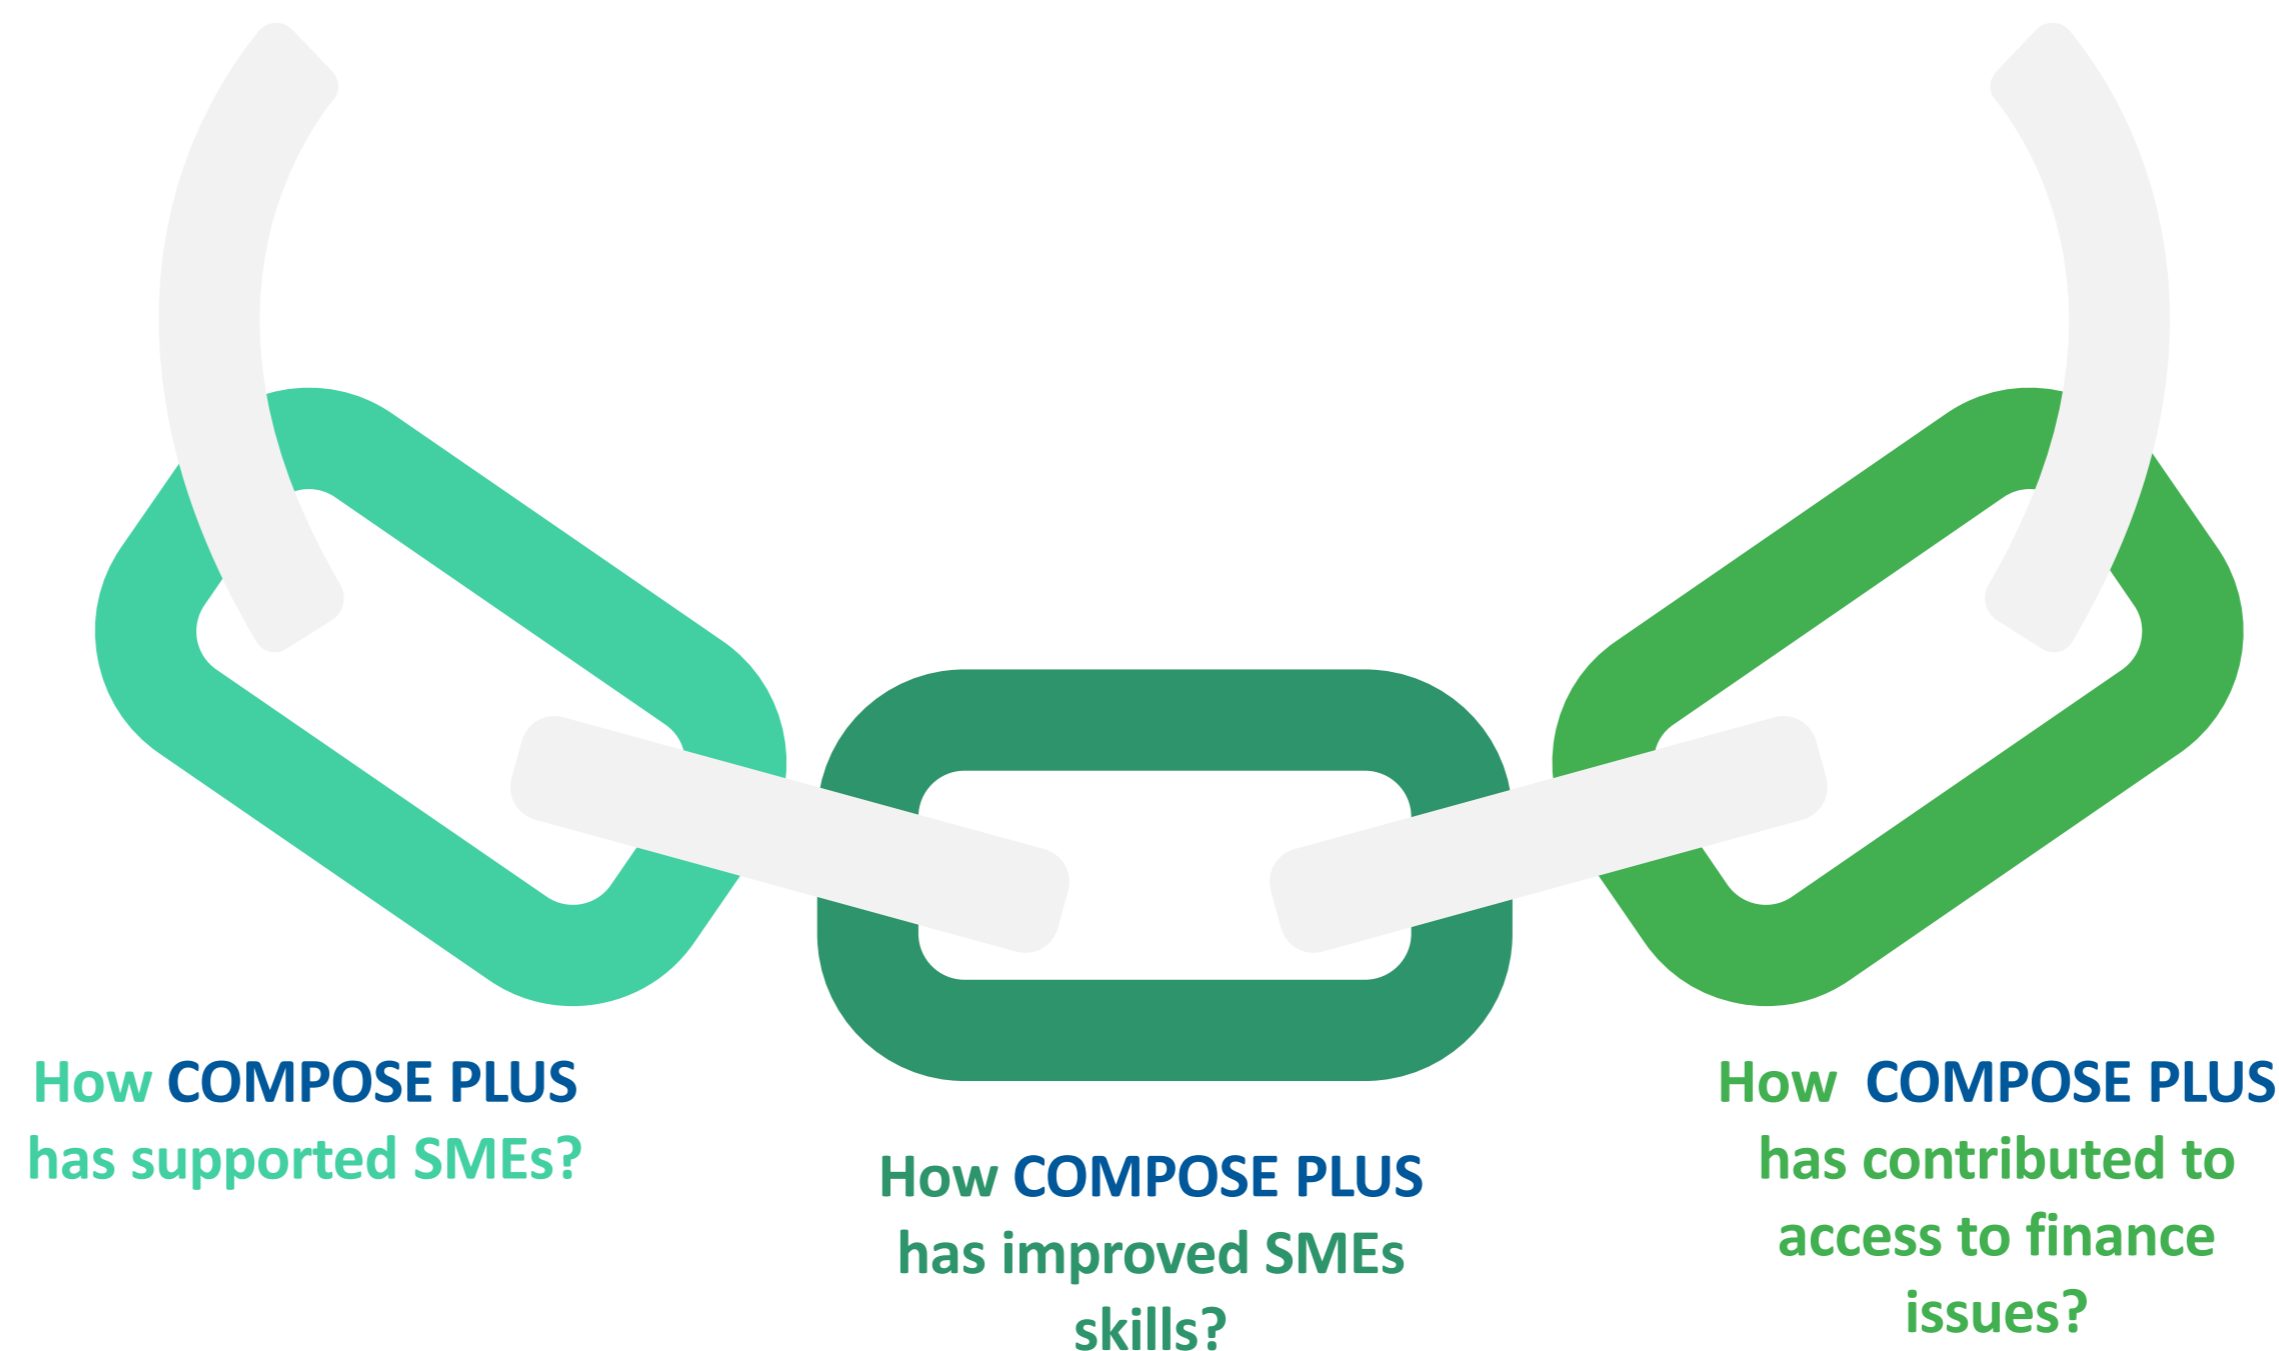 How COMPOSE PLUS
has supported SMEs?
How COMPOSE PLUS
has improved SMEs
skills?
How COMPOSE PLUS
has contributed to
access to finance
issues?